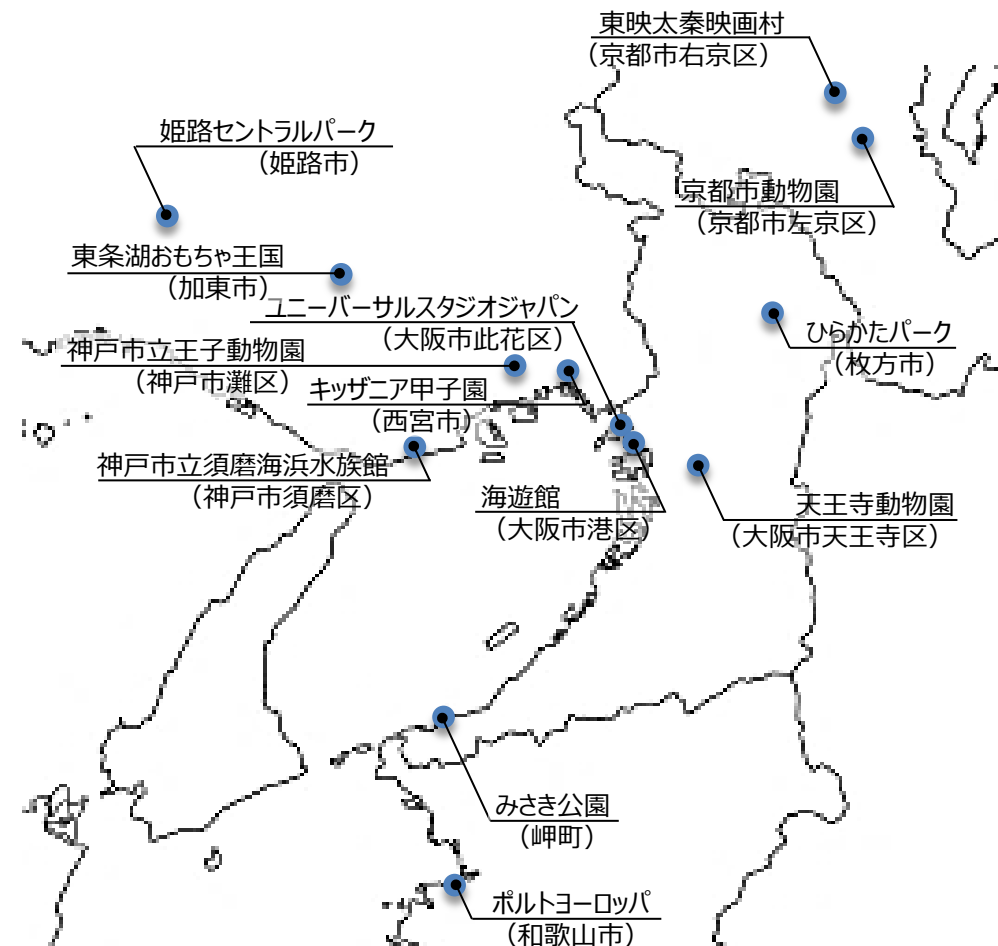 東映太秦映画村
（京都市右京区）
姫路セントラルパーク
（姫路市）
京都市動物園
（京都市左京区）
東条湖おもちゃ王国
（加東市）
ユニーバーサルスタジオジャパン
（大阪市此花区）
ひらかたパーク
（枚方市）
神戸市立王子動物園
（神戸市灘区）
キッザニア甲子園
（西宮市）
神戸市立須磨海浜水族館
（神戸市須磨区）
海遊館
（大阪市港区）
天王寺動物園
（大阪市天王寺区）
みさき公園
（岬町）
ポルトヨーロッパ
（和歌山市）